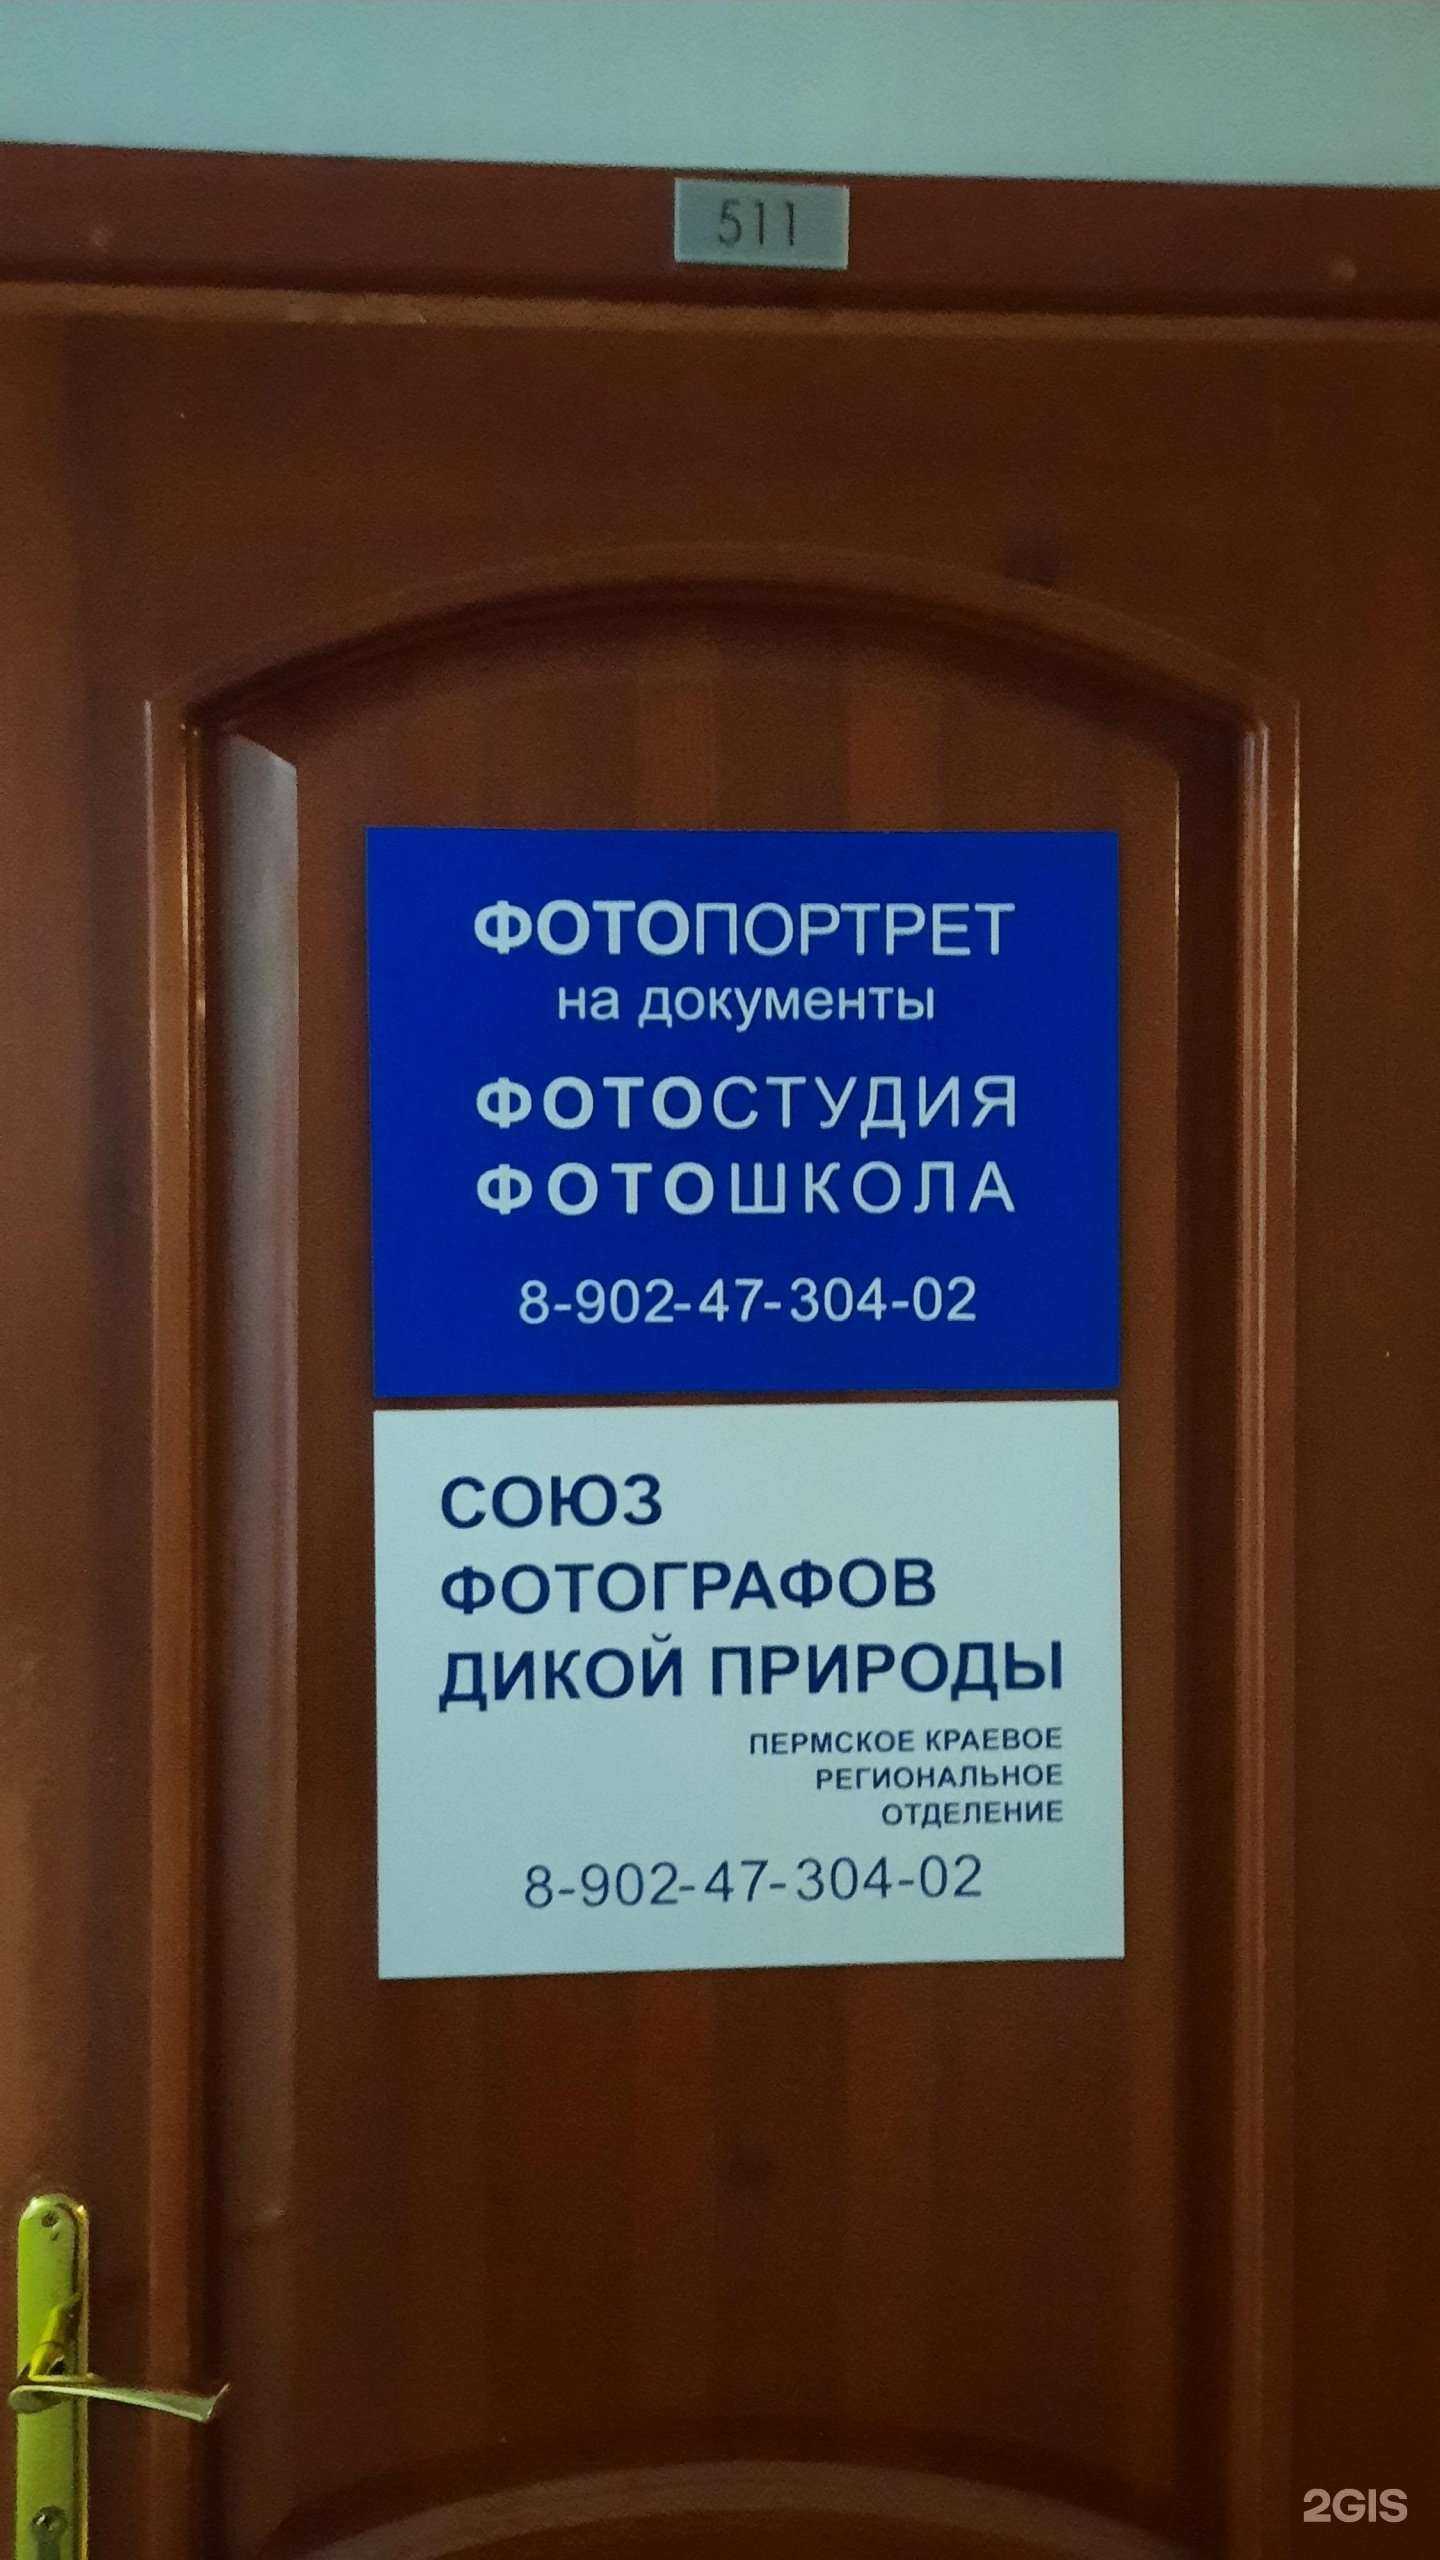 511
ФОТОПОРТРЕТ
на документы
ФОТОСТУДИЯ
ФОТОШКОЛА
8-902-47-304-02
СОЮЗ
ФОТОГРАФОВ
ДИКОЙ ПРИРОДЫ
ПЕРМСКОЕ КРАЕВОЕ
РЕГИОНАЛЬНОЕ
ОТДЕЛЕНИЕ
8-902-47-304-02
2GIS